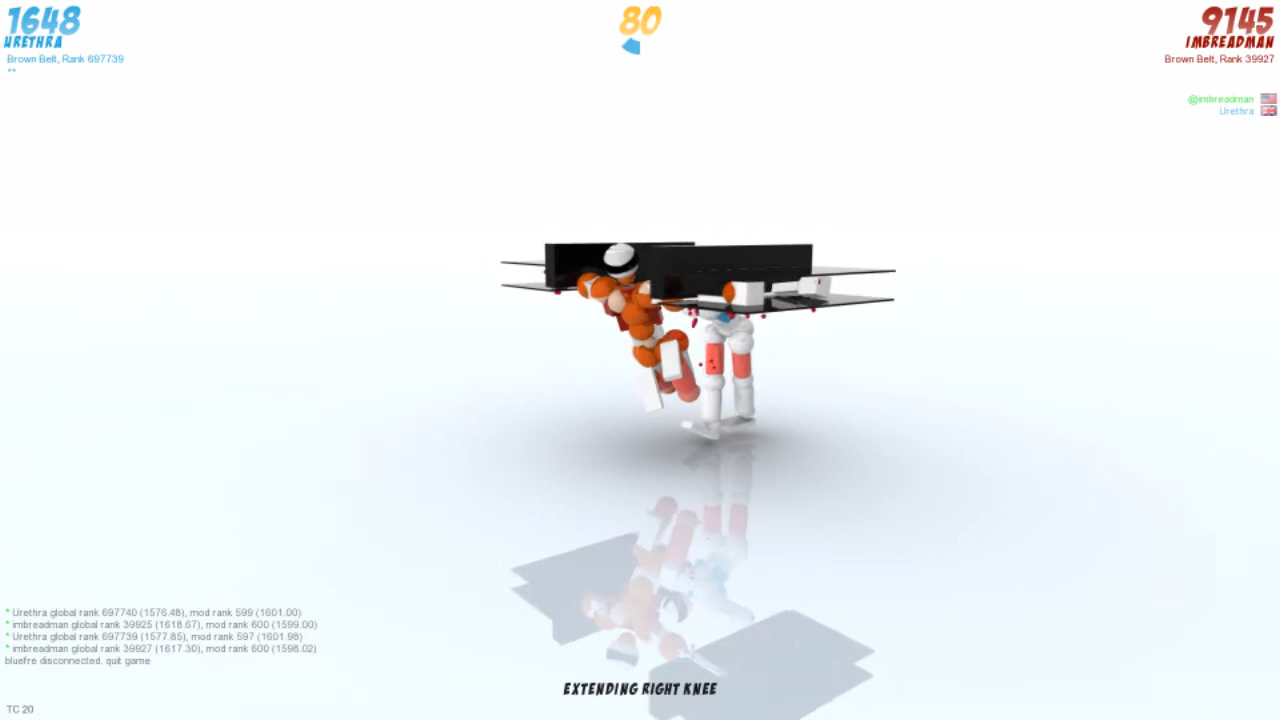 1648
URETHRA
Brown Belt, Rank 697739
**
80
9145
IMBREADMAN
Brown Belt, Rank 39927
@imbreadman
Urethra
* Urethra global rank 697740 (1576.48), mod rank 599 (1601.00)
* imbreadman global rank 39925 (1618.67), mod rank 600 (1599.00)
* Urethra global rank 697739 (1577.85), mod rank 597 (1601.98)
* imbreadman global rank 39927 (1617.30), mod rank 600 (1598.02)
bluefre disconnected. quit game
EXTENDING RIGHT KNEE
TC 20